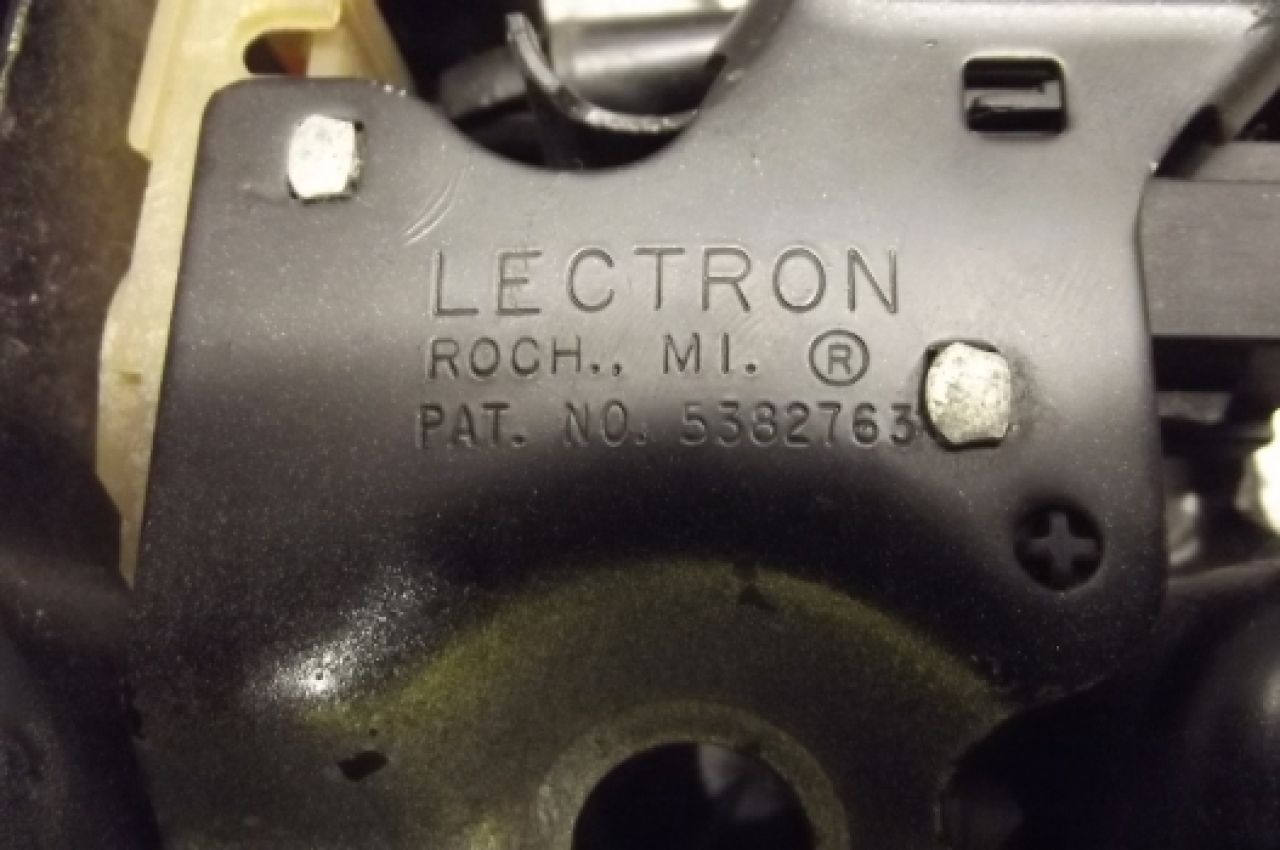 LECTRON
ROCH., MI. ®
PAT. NO. 5382763